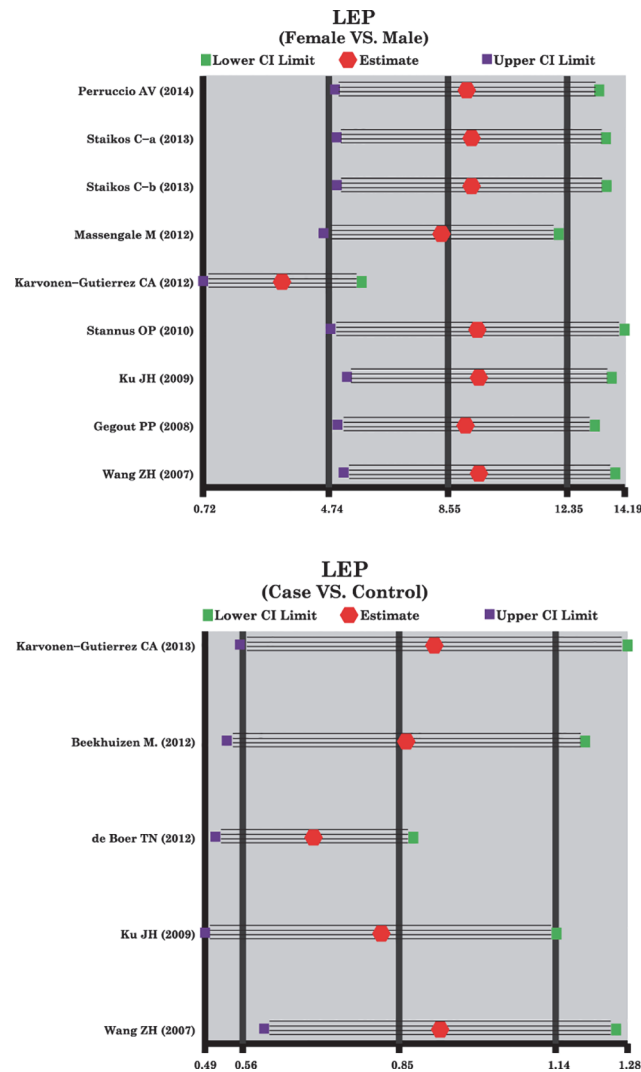 LEP
(Female VS. Male)
Lower CI Limit Estimate Upper CI Limit
Perruccio AV (2014)
Staikos C–a (2013)
Staikos C–b (2013)
Massengale M (2012)
Karvonen–Gutierrez CA (2012)
Stannus OP (2010)
Ku JH (2009)
Gegout PP (2008)
Wang ZH (2007)
0.72 4.74 8.55 12.35 14.19
LEP
(Case VS. Control)
Lower CI Limit Estimate Upper CI Limit
Karvonen–Gutierrez CA (2013)
Beekhuizen M. (2012)
de Boer TN (2012)
Ku JH (2009)
Wang ZH (2007)
0.49 0.56 0.85 1.14 1.28